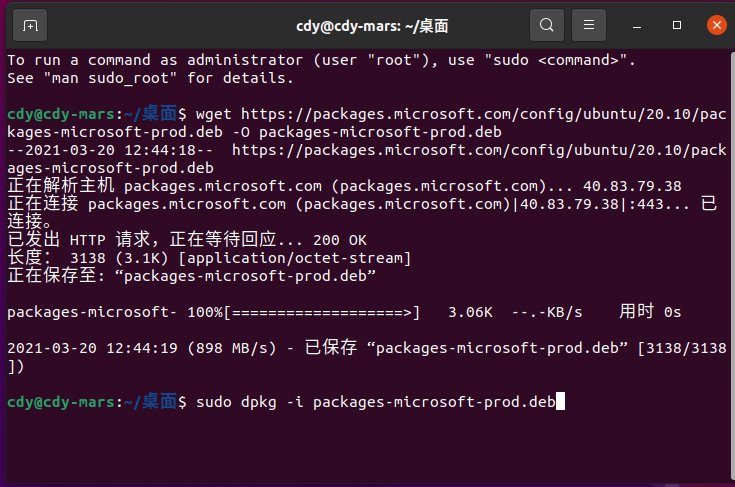 cdy@cdy-mars: ~/桌面
To run a command as administrator (user "root"), use "sudo <command>".
See "man sudo_root" for details.
cdy@cdy-mars:~/桌面$ wget https://packages.microsoft.com/config/ubuntu/20.10/pac
kages-microsoft-prod.deb -O packages-microsoft-prod.deb
--2021-03-20 12:44:18--  https://packages.microsoft.com/config/ubuntu/20.10/pack
ages-microsoft-prod.deb
正在解析主机 packages.microsoft.com (packages.microsoft.com)... 40.83.79.38
正在连接 packages.microsoft.com (packages.microsoft.com)|40.83.79.38|:443... 已
连接。
已发出 HTTP 请求，正在等待回应... 200 OK
长度： 3138 (3.1K) [application/octet-stream]
正在保存至: “packages-microsoft-prod.deb”
packages-microsoft- 100%[===================>]   3.06K  --.-KB/s    用时 0s
2021-03-20 12:44:19 (898 MB/s) - 已保存 “packages-microsoft-prod.deb” [3138/3138
])
cdy@cdy-mars:~/桌面$ sudo dpkg -i packages-microsoft-prod.deb